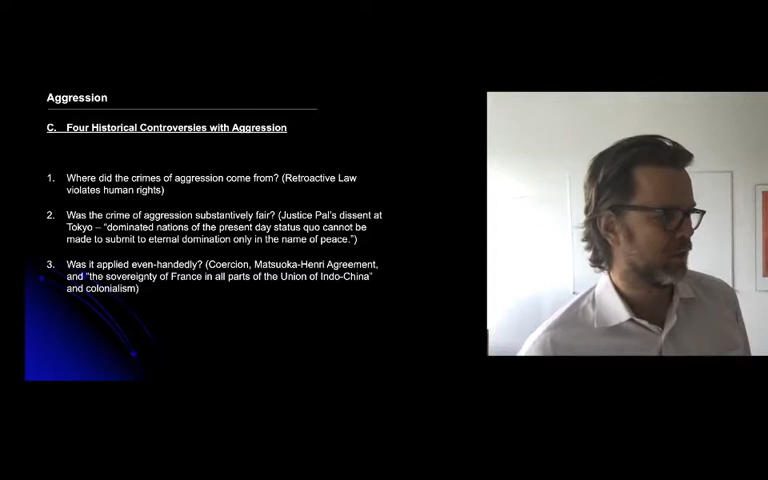 Aggression
C. Four Historical Controversies with Aggression
1. Where did the crimes of aggression come from? (Retroactive Law
violates human rights)
2. Was the crime of aggression substantively fair? (Justice Pal's dissent at
Tokyo – "dominated nations of the present day status quo cannot be
made to submit to eternal domination only in the name of peace.")
3. Was it applied even-handedly? (Coercion, Matsuoka-Henri Agreement,
and "the sovereignty of France in all parts of the Union of Indo-China"
and colonialism)